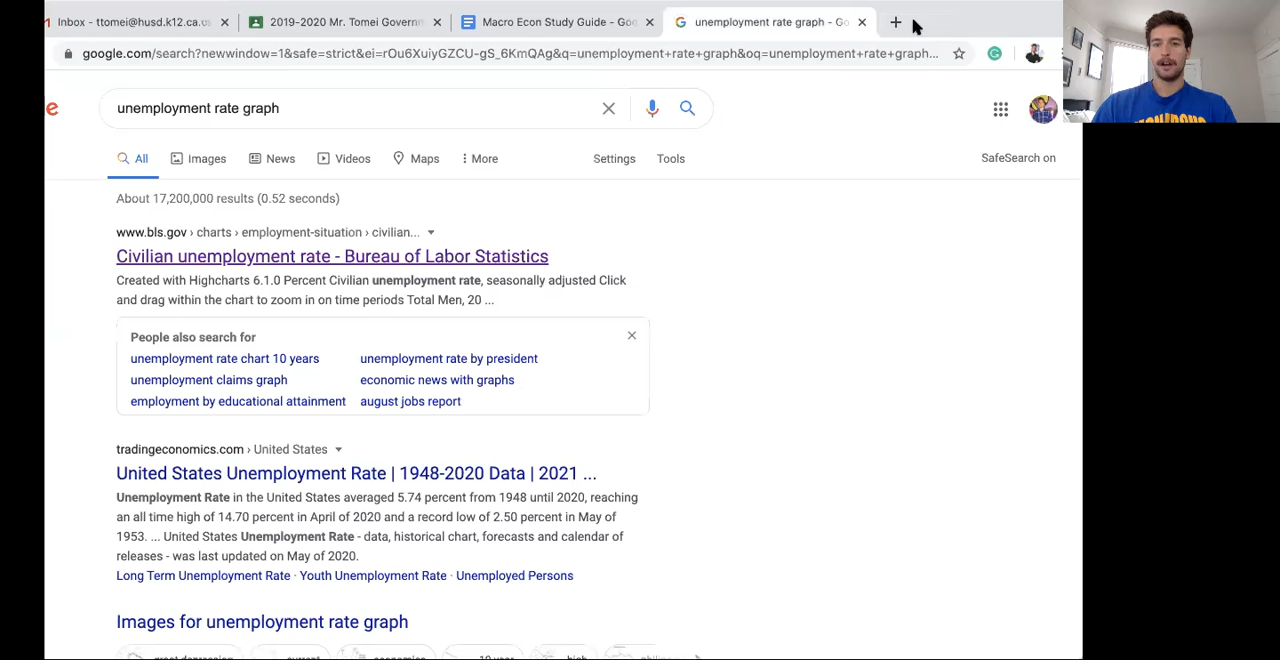 Inbox - ttomei@husd.k12.ca.us
2019-2020 Mr. Tomei Governm
Macro Econ Study Guide - Goo
unemployment rate graph - Go
google.com/search?newwindow=1&safe=strict&ei=rOu6XuiyGZCU-gS_6KmQAg&q=unemployment+rate+graph&oq=unemployment+rate+graph...
e
unemployment rate graph
All
Images
News
Videos
Maps
More
Settings
Tools
SafeSearch on
About 17,200,000 results (0.52 seconds)
www.bls.gov › charts › employment-situation › civilian...
Civilian unemployment rate - Bureau of Labor Statistics
Created with Highcharts 6.1.0 Percent Civilian unemployment rate, seasonally adjusted Click
and drag within the chart to zoom in on time periods Total Men, 20 ...
People also search for
unemployment rate chart 10 years
unemployment rate by president
unemployment claims graph
economic news with graphs
employment by educational attainment
august jobs report
tradingeconomics.com › United States
United States Unemployment Rate | 1948-2020 Data | 2021 ...
Unemployment Rate in the United States averaged 5.74 percent from 1948 until 2020, reaching
an all time high of 14.70 percent in April of 2020 and a record low of 2.50 percent in May of
1953. ... United States Unemployment Rate - data, historical chart, forecasts and calendar of
releases - was last updated on May of 2020.
Long Term Unemployment Rate · Youth Unemployment Rate · Unemployed Persons
Images for unemployment rate graph
great depression
current
economics
10 year
high